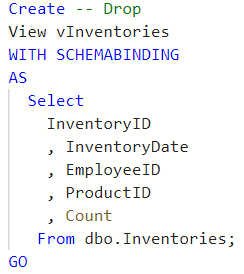 Create -- Drop
View vInventories
WITH SCHEMABINDING
AS
Select
InventoryID
, InventoryDate
, EmployeeID
, ProductID
, Count
From dbo.Inventories;
GO